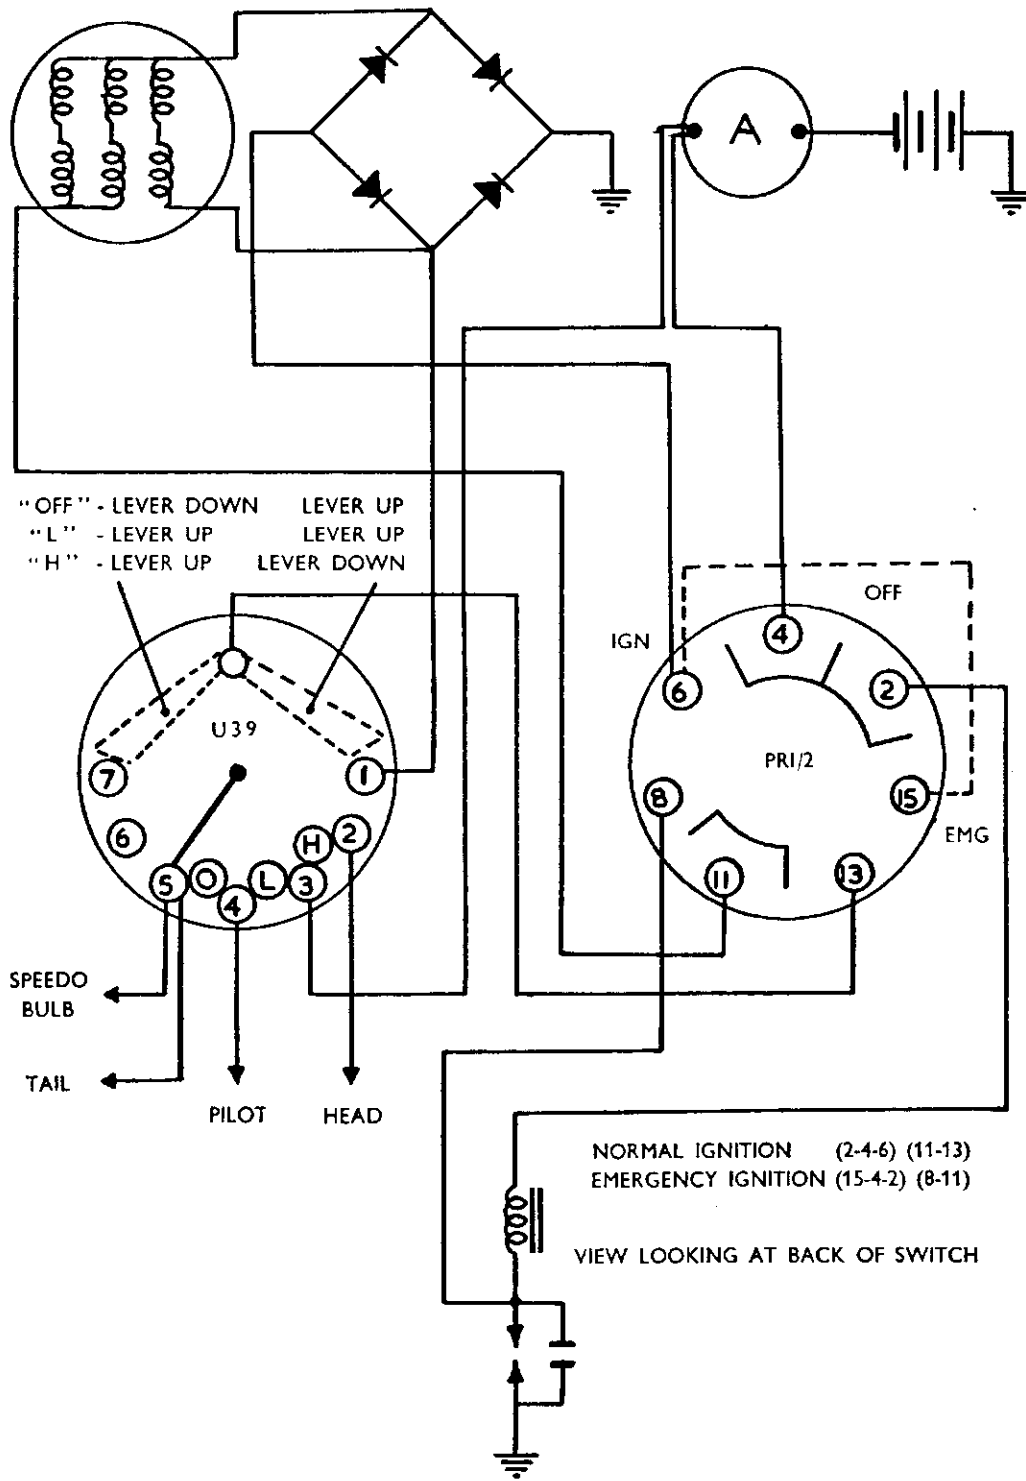 A
"OFF" - LEVER DOWN LEVER UP
"L" - LEVER UP LEVER UP
"H" - LEVER UP LEVER DOWN
OFF
IGN
4
6
2
U39
PR1/2
7
1
8
15
6
2
H
EMG
5
O
L
3
11
13
4
SPEEDO
BULB
TAIL
PILOT
HEAD
NORMAL IGNITION (2-4-6) (11-13)
EMERGENCY IGNITION (15-4-2) (8-11)
VIEW LOOKING AT BACK OF SWITCH